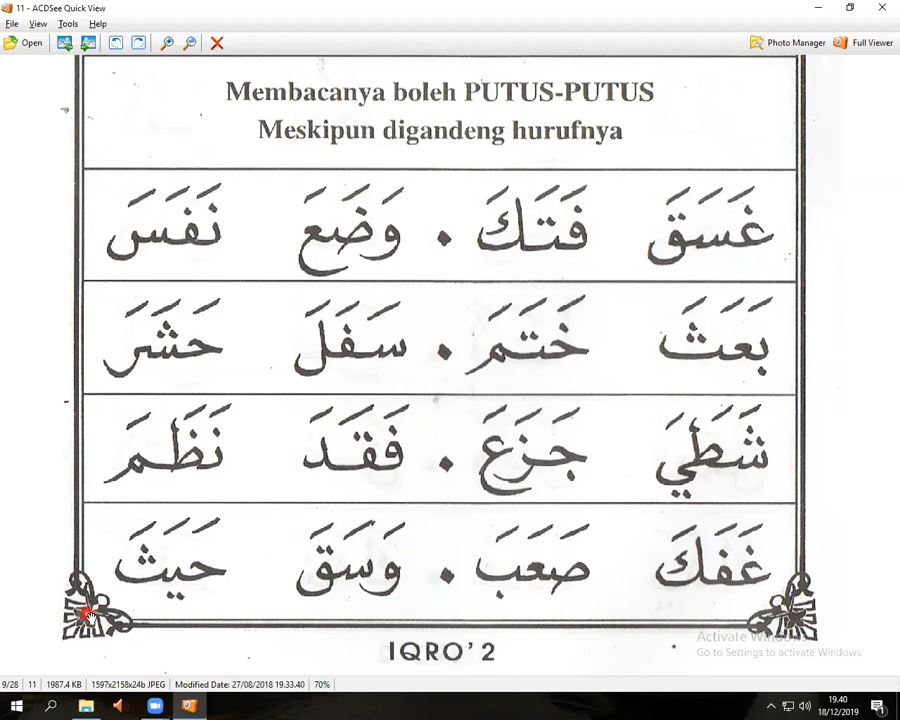 11 - ACDSee Quick View
File View Tools Help
Open Photo Manager Full Viewer
Membacanya boleh PUTUS-PUTUS
Meskipun digandeng hurufnya
غَسَقَ فَتَكَ . وَضَعَ نَفَسَ
بَعَثَ خَتَمَ . سَفَلَ حَشَرَ
شَطَيَ جَزَعَ . فَقَدَ نَظَمَ
غَفَكَ صَعَبَ . وَسَقَ حَيَثَ
IQRO' 2
Activate Windows
Go to Settings to activate Windows.
9/28 11 1987.4 KB 1597x2158x24b JPEG Modified Date: 27/08/2018 19.33.40 70%
19.40
18/12/2019